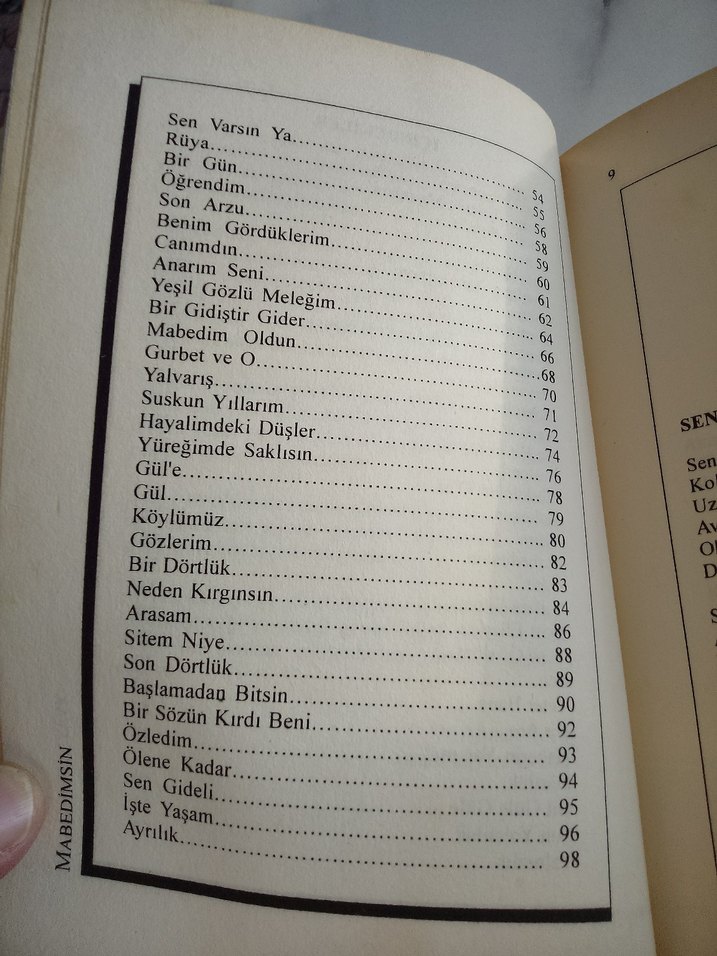 Sen Varsın Ya........................................ 54
Rüya........................................ 55
Bir Gün........................................ 56
Öğrendim........................................ 58
Son Arzu........................................ 59
Benim Gördüklerim........................................ 60
Canımdın........................................ 61
Anarım Seni........................................ 62
Yeşil Gözlü Meleğim........................................ 64
Bir Gidiştir Gider........................................ 66
Mabedim Oldun........................................68
Gurbet ve O........................................ 70
Yalvarış........................................ 71
Suskun Yıllarım........................................ 72
Hayalimdeki Düşler........................................ 74
Yüreğimde Saklısın........................................ 76
Gül'e........................................ 78
Gül........................................ 79
Köylümüz........................................ 80
Gözlerim........................................ 82
Bir Dörtlük........................................ 83
Neden Kırgınsın........................................ 84
Arasam........................................ 86
Sitem Niye........................................ 88
Son Dörtlük........................................ 89
Başlamadan Bitsin........................................ 90
Bir Sözün Kırdı Beni........................................ 92
Özledim........................................ 93
Ölene Kadar........................................ 94
Sen Gideli........................................ 95
İşte Yaşam........................................ 96
Ayrılık........................................ 98
MABEDİMSİN
9
SEN
Sen